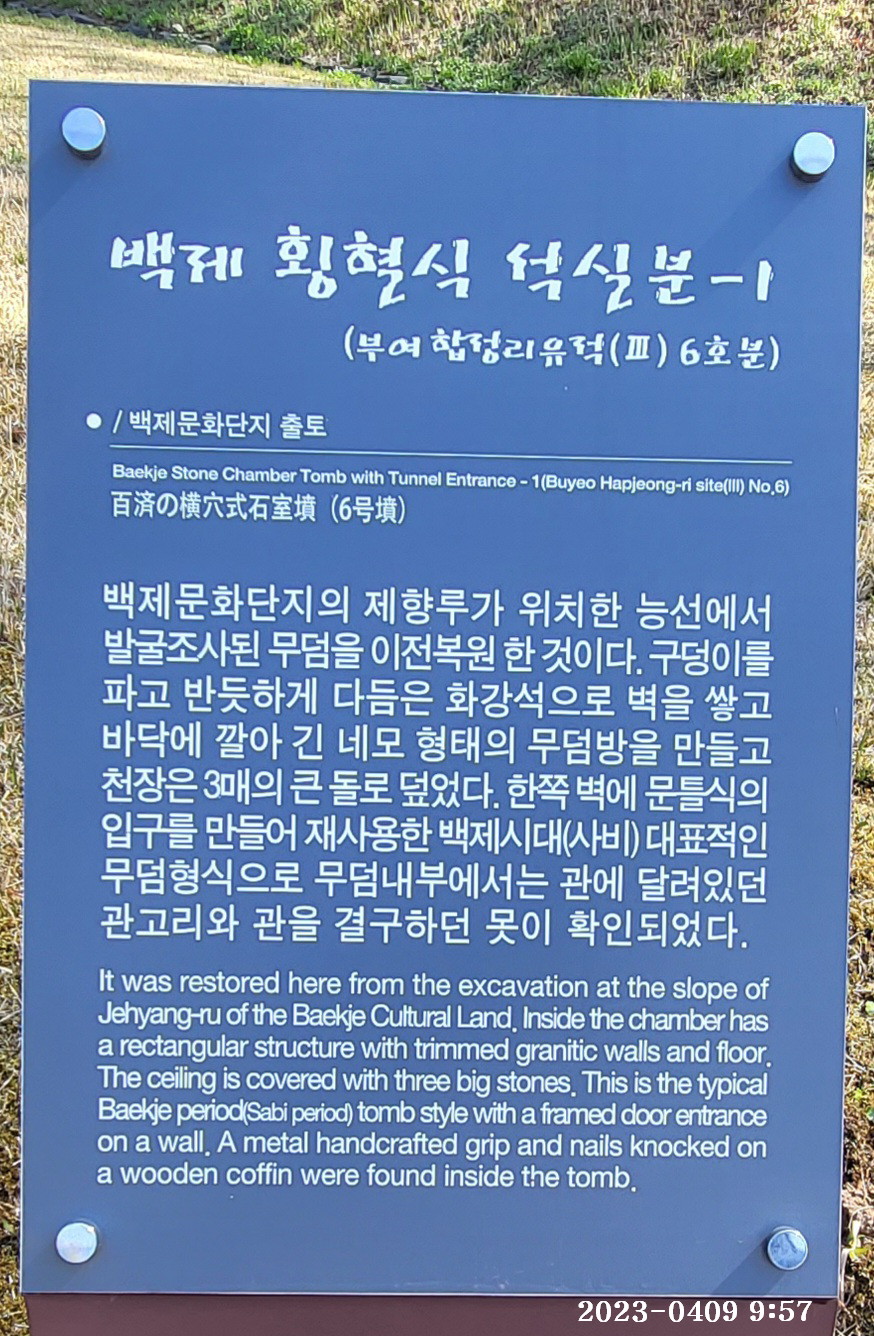 백제 횡혈식 석실분-1
(부여 합정리유적(Ⅲ) 6호분)
/ 백제문화단지 출토
Baekje Stone Chamber Tomb with Tunnel Entrance - 1(Buyeo Hapjeong-ri site(III) No.6)
百済の横穴式石室墳 (6号墳)
백제문화단지의 제향루가 위치한 능선에서
발굴조사된 무덤을 이전복원 한 것이다. 구덩이를
파고 반듯하게 다듬은 화강석으로 벽을 쌓고
바닥에 깔아 긴 네모 형태의 무덤방을 만들고
천장은 3매의 큰 돌로 덮었다. 한쪽 벽에 문틀식의
입구를 만들어 재사용한 백제시대(사비) 대표적인
무덤형식으로 무덤내부에서는 관에 달려있던
관고리와 관을 결구하던 못이 확인되었다.
It was restored here from the excavation at the slope of
Jehyang-ru of the Baekje Cultural Land. Inside the chamber has
a rectangular structure with trimmed granitic walls and floor.
The ceiling is covered with three big stones. This is the typical
Baekje period(Sabi period) tomb style with a framed door entrance
on a wall. A metal handcrafted grip and nails knocked on
a wooden coffin were found inside the tomb.
2023-0409 9:57